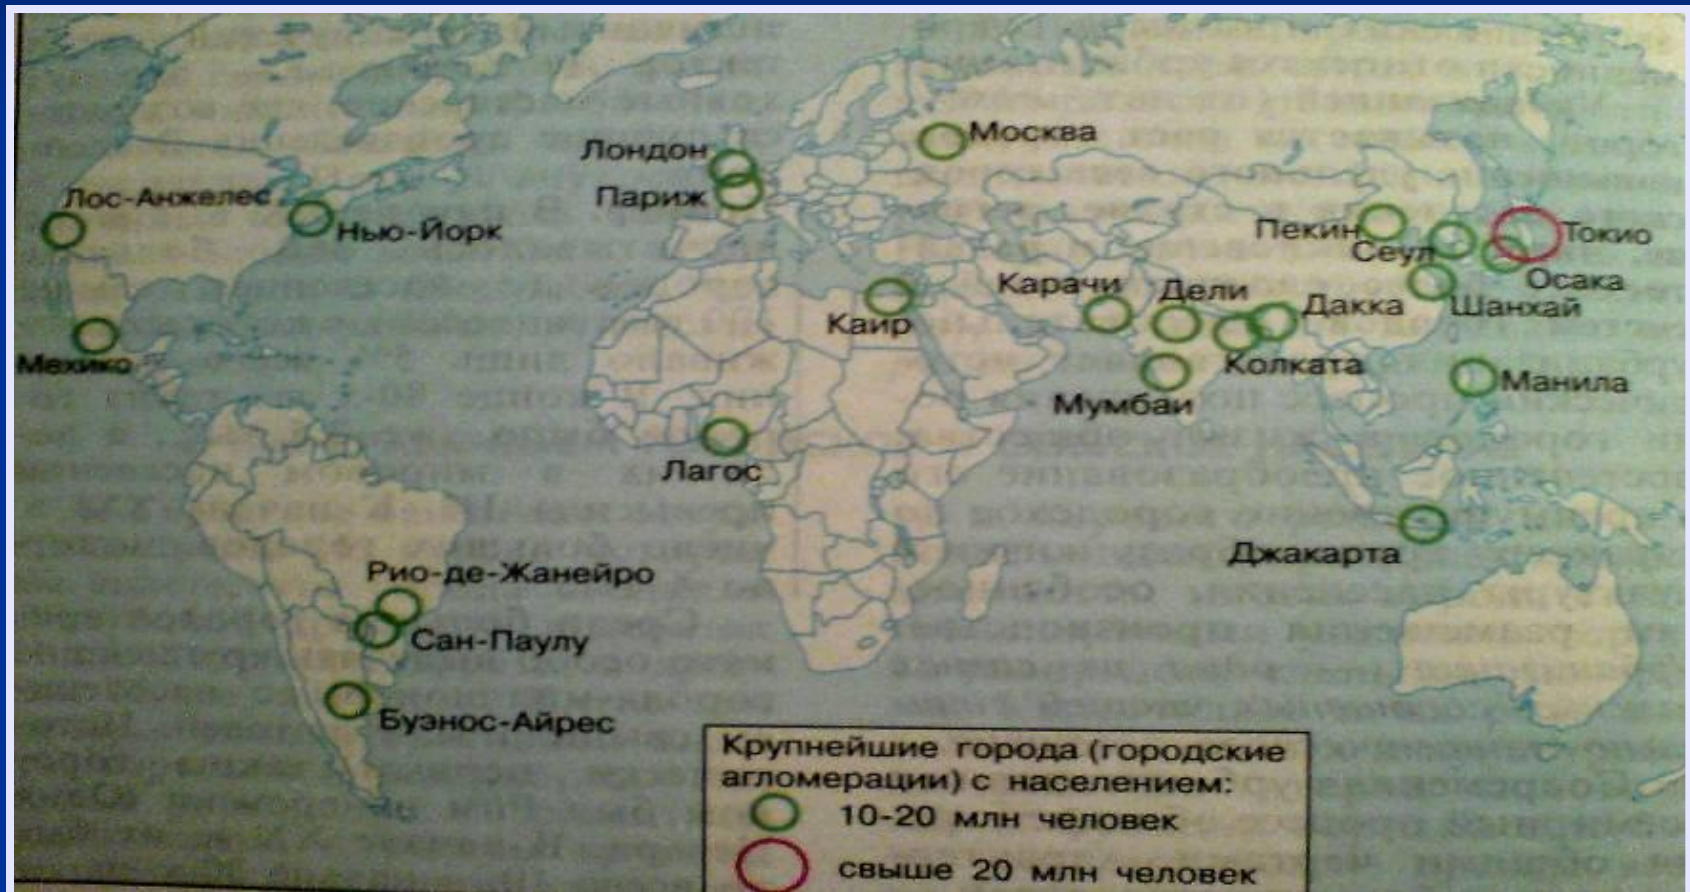 Москва
Лондон
Париж
Лос-Анжелес
Нью-Йорк
Пекин
Сеул
Токио
Осака
Карачи
Дели
Дакка
Шанхай
Каир
Колката
Мехико
Мумбаи
Манила
Лагос
Джакарта
Рио-де-Жанейро
Сан-Паулу
Буэнос-Айрес
Крупнейшие города (городские
агломерации) с населением:
10-20 млн человек
свыше 20 млн человек